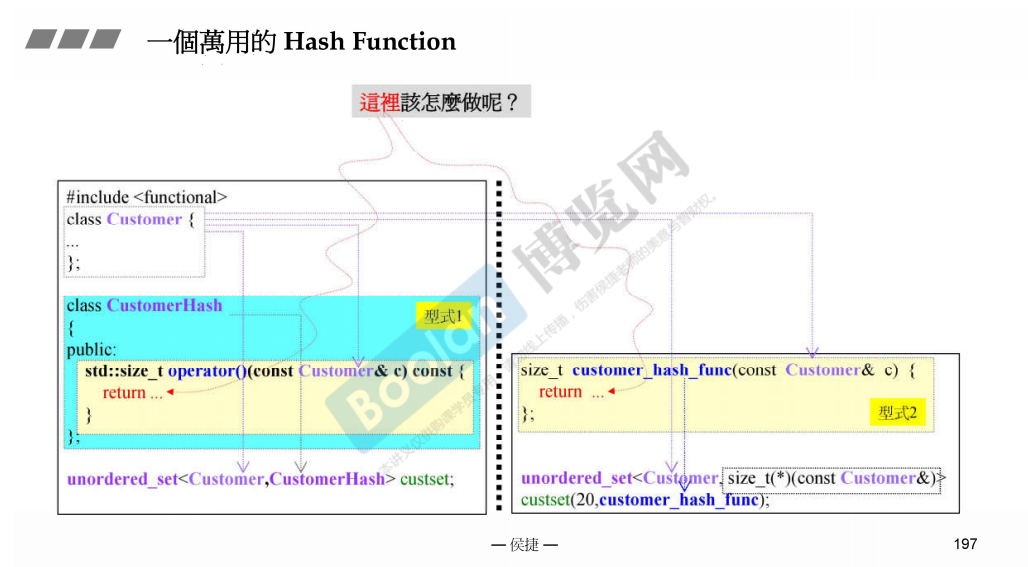 一個萬用的 Hash Function
這裡該怎麼做呢？
#include <functional>
class Customer {
...
};
class CustomerHash
型式1
{
public:
std::size_t operator()(const Customer& c) const {
return ...
}
};
unordered_set<Customer,CustomerHash> custset;
size_t customer_hash_func(const Customer& c) {
return ...
};
型式2
unordered_set<Customer, size_t(*)(const Customer&)>
custset(20,customer_hash_func);
Boolan 博览网
— 侯捷 —
197